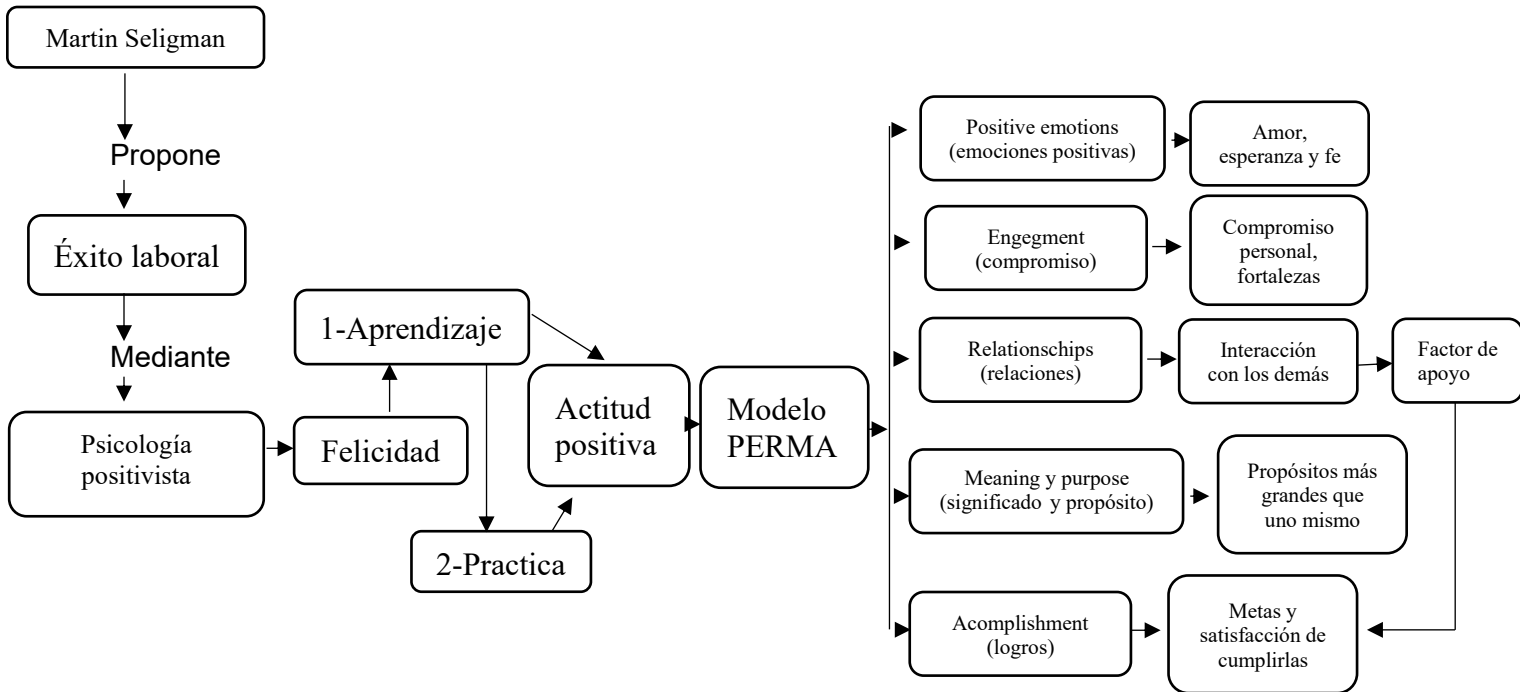 Martin Seligman
Propone
Éxito laboral
Mediante
Psicología
positivista
Felicidad
1-Aprendizaje
2-Practica
Actitud
positiva
Modelo
PERMA
Positive emotions
(emociones positivas)
Amor,
esperanza y fe
Engegment
(compromiso)
Compromiso
personal,
fortalezas
Relationschips
(relaciones)
Interacción
con los demás
Factor de
apoyo
Meaning y purpose
(significado y propósito)
Propósitos más
grandes que
uno mismo
Acomplishment
(logros)
Metas y
satisfacción de
cumplirlas